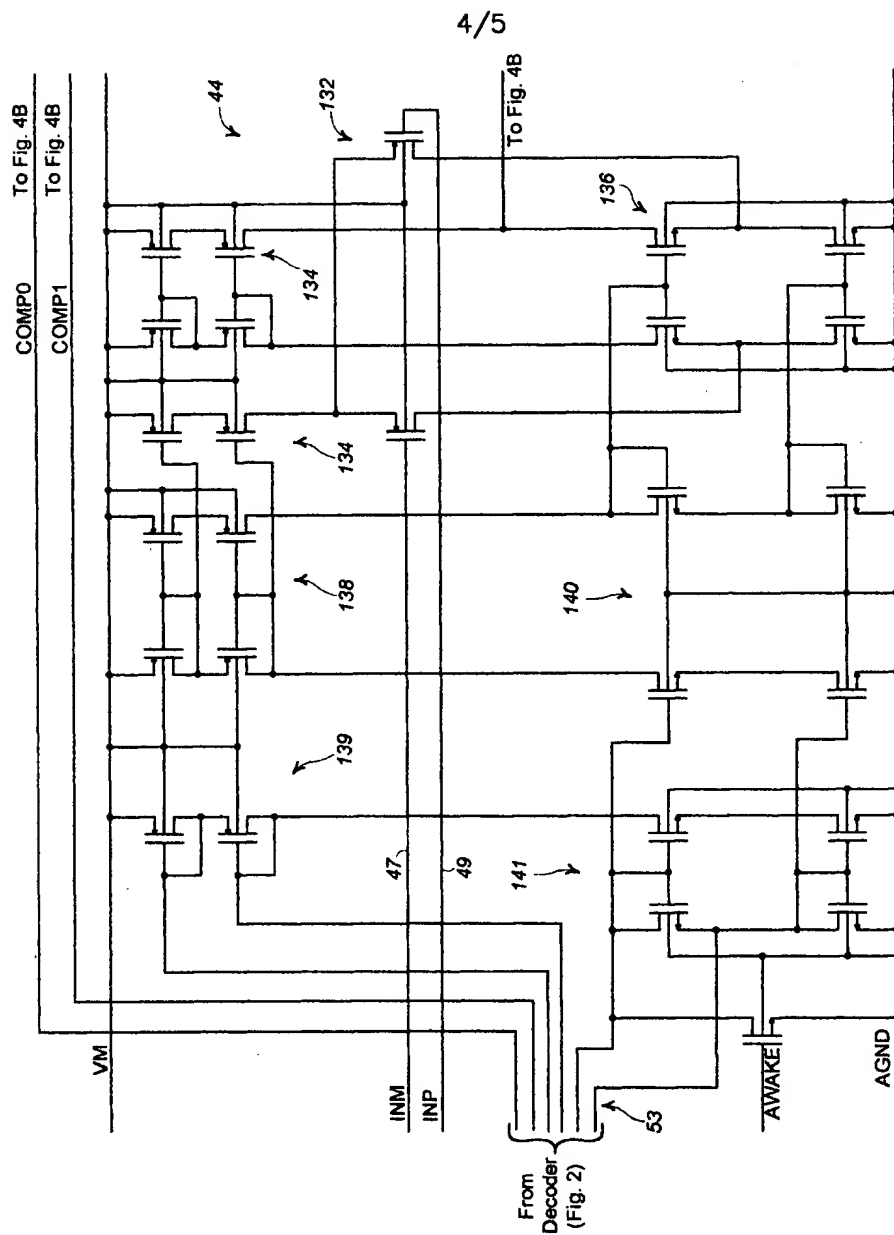 4/5
COMP0
To Fig. 4B
COMP1
To Fig. 4B
VM
44
132
134
134
138
139
INM
INP
47
49
To Fig. 4B
136
140
141
From
Decoder
(Fig. 2)
53
AWAKE
AGND